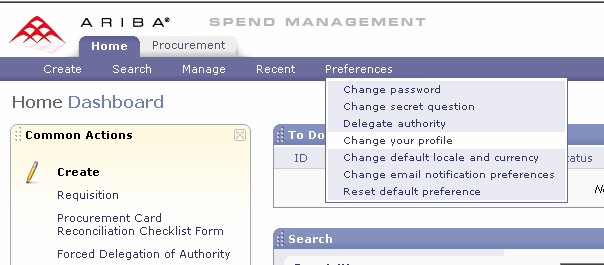 ARIBA® SPEND MANAGEMENT
Home Procurement
Create Search Manage Recent Preferences
Change password
Change secret question
Delegate authority
Change your profile
Change default locale and currency
Change email notification preferences
Reset default preference
Home Dashboard
Common Actions
Create
Requisition
Procurement Card
Reconciliation Checklist Form
Forced Delegation of Authority
To Do
ID
Search